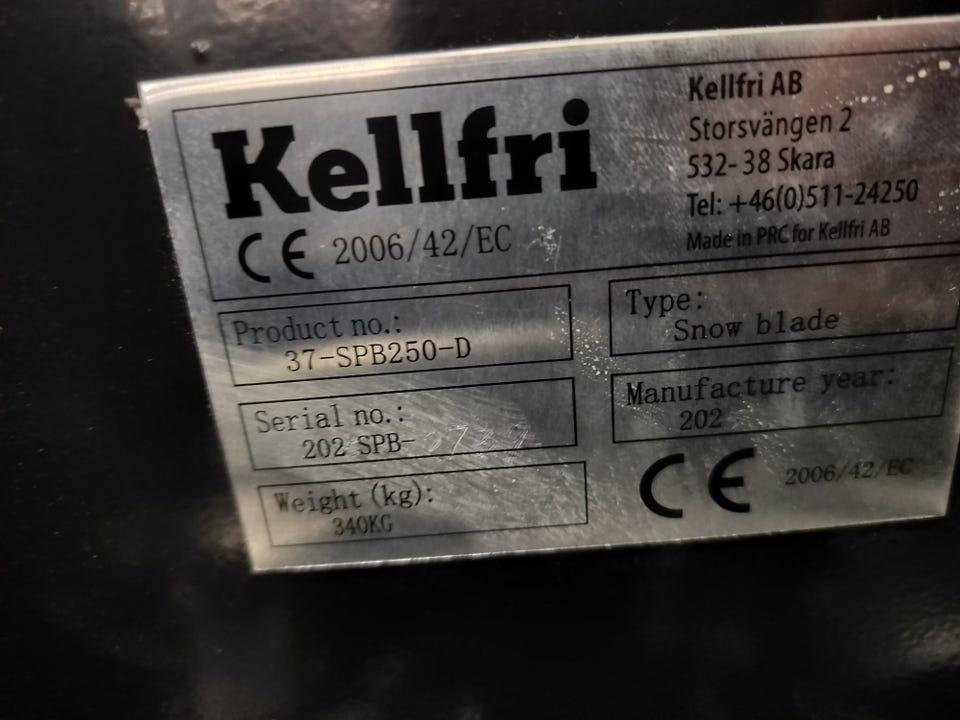 Kellfri
CE 2006/42/EC
Kellfri AB
Storsvängen 2
532-38 Skara
Tel: +46(0)511-24250
Made in PRC for Kellfri AB
Product no.:
37-SPB250-D
Type:
Snow blade
Serial no.:
202 SPB-
Manufacture year:
202
Weight(kg):
340KG
CE 2006/42/EC